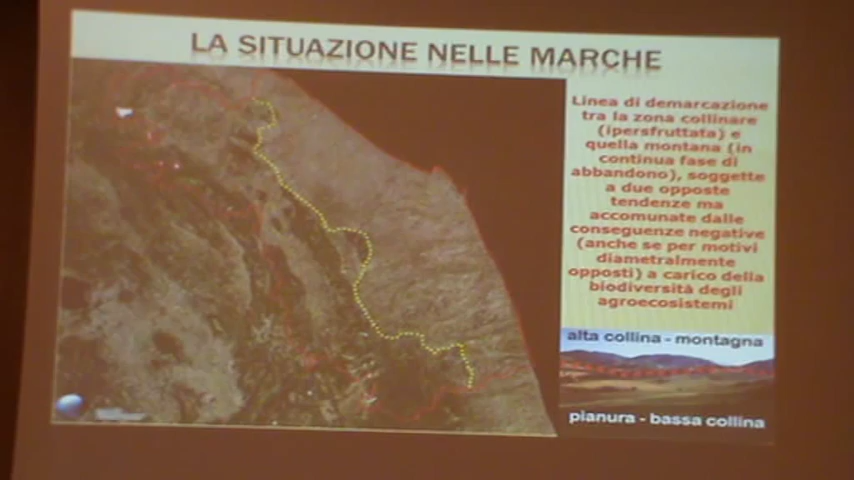 LA SITUAZIONE NELLE MARCHE
Linea di demarcazione
tra la zona collinare
(ipersfruttata) e
quella montana (in
continua fase di
abbandono), soggette
a due opposte
tendenze ma
accomunate dalle
conseguenze negative
(anche se per motivi
diametralmente
opposti) a carico della
biodiversità degli
agroecosistemi
alta collina - montagna
pianura - bassa collina